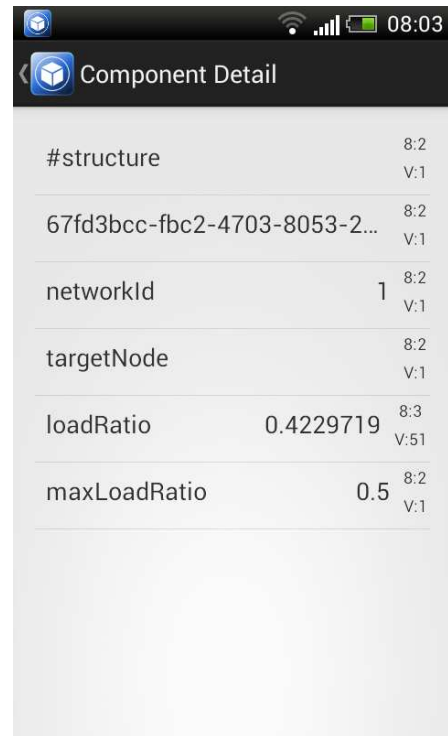 08:03
Component Detail
#structure 8:2
V:1
67fd3bcc-fbc2-4703-8053-2... 8:2
V:1
networkId 1 8:2
V:1
targetNode 8:2
V:1
loadRatio 0.4229719 8:3
V:51
maxLoadRatio 0.5 8:2
V:1